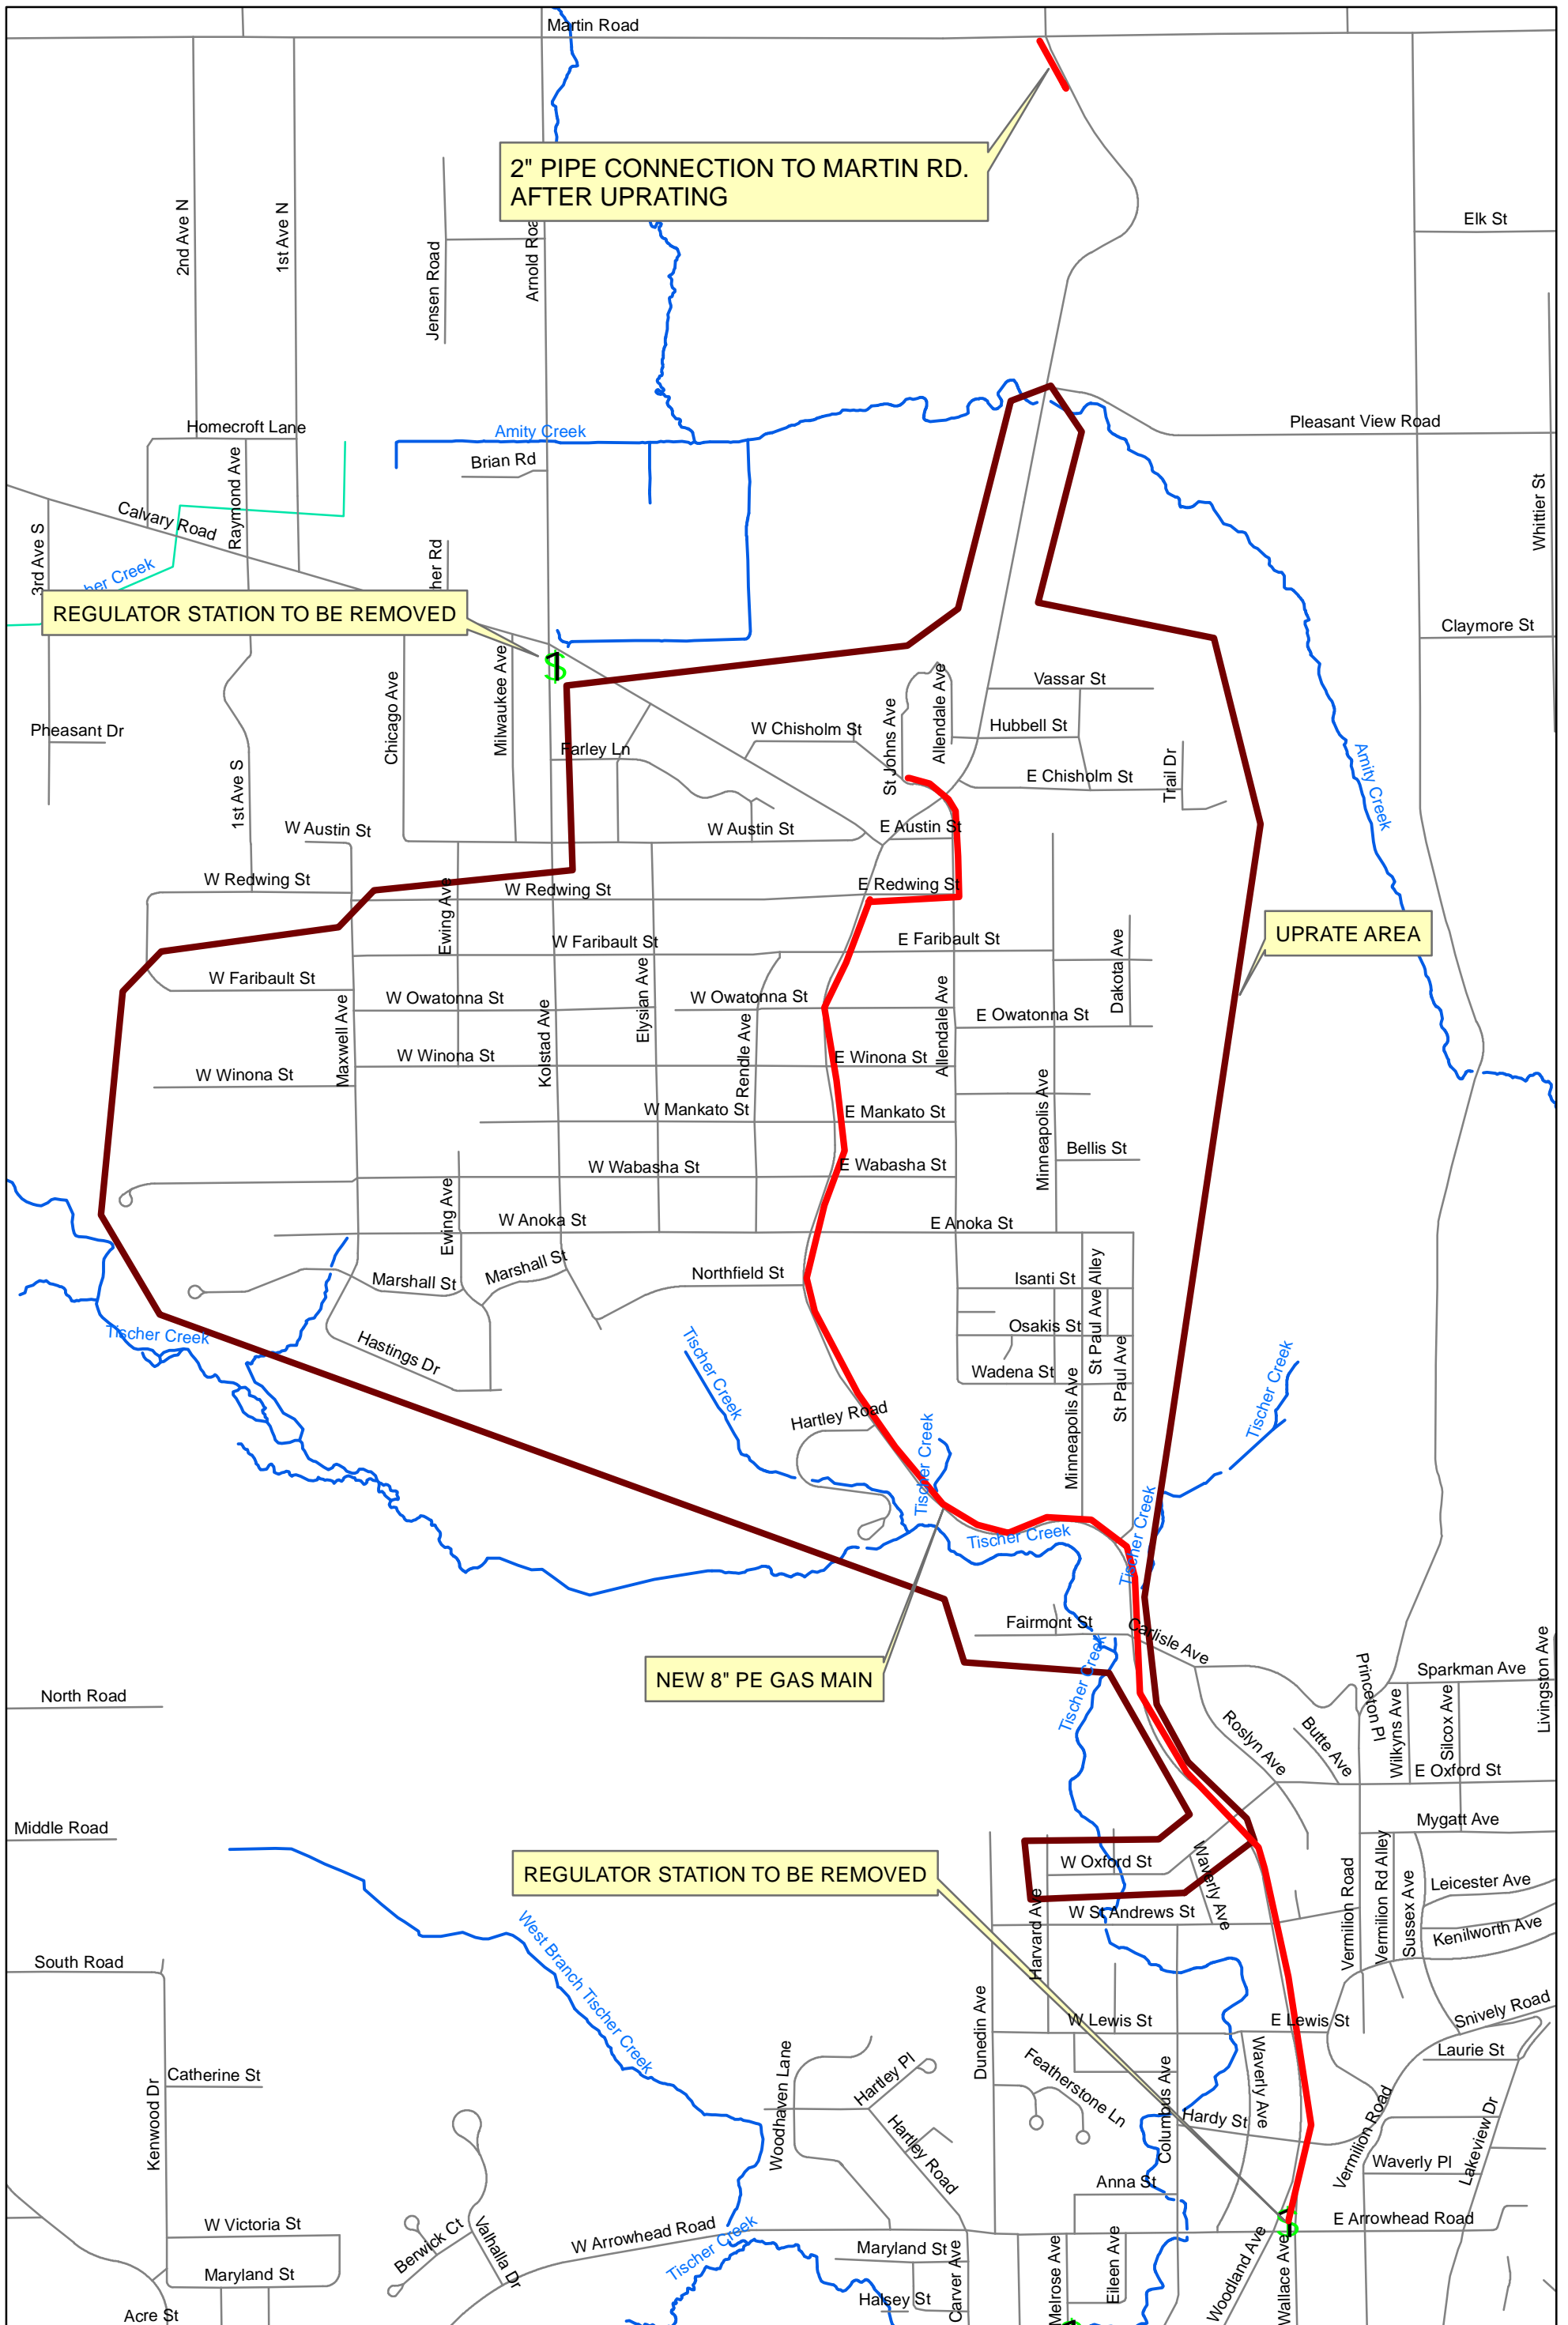 Martin Road
2" PIPE CONNECTION TO MARTIN RD.
AFTER UPRATING
2nd Ave N
1st Ave N
Jensen Road
Elk St
Homecroft Lane
Amity Creek
Pleasant View Road
Brian Rd
Raymond Ave
Calvary Road
Whittier St
3rd Ave S
REGULATOR STATION TO BE REMOVED
Claymore St
1
$
Chicago Ave
Milwaukee Ave
Vassar St
Allendale Ave
St Johns Ave
Pheasant Dr
W Chisholm St
Hubbell St
Farley Ln
E Chisholm St
Trail Dr
Amity Creek
1st Ave S
W Austin St
W Austin St
E Austin St
W Redwing St
W Redwing St
E Redwing St
Ewing Ave
UPRATE AREA
W Faribault St
E Faribault St
W Faribault St
Dakota Ave
W Owatonna St
W Owatonna St
Elysian Ave
Allendale Ave
E Owatonna St
Maxwell Ave
Kolstad Ave
Rendle Ave
W Winona St
E Winona St
W Winona St
W Mankato St
E Mankato St
Minneapolis Ave
Bellis St
W Wabasha St
E Wabasha St
Ewing Ave
W Anoka St
E Anoka St
Marshall St
Marshall St
Northfield St
Isanti St
St Paul Ave Alley
Tischer Creek
Hastings Dr
Osakis St
Tischer Creek
Wadena St
Minneapolis Ave
St Paul Ave
Tischer Creek
Hartley Road
Tischer Creek
Tischer Creek
Tischer Creek
Fairmont St
Carlisle Ave
NEW 8" PE GAS MAIN
Tischer Creek
Princeton Pl
Sparkman Ave
North Road
Roslyn Ave
Butte Ave
Wilkyns Ave
Silcox Ave
Livingston Ave
E Oxford St
Middle Road
Mygatt Ave
REGULATOR STATION TO BE REMOVED
W Oxford St
Waverly Ave
Vermilion Road
Vermilion Rd Alley
Sussex Ave
Leicester Ave
Harvard Ave
W St Andrews St
Kenilworth Ave
West Branch Tischer Creek
South Road
Dunedin Ave
W Lewis St
E Lewis St
Snively Road
Laurie St
Catherine St
Kenwood Dr
Woodhaven Lane
Hartley Pl
Featherstone Ln
Columbus Ave
Waverly Ave
Hardy St
Hartley Road
Vermilion Road
Waverly Pl
Lakeview Dr
Anna St
W Victoria St
Berwick Ct
Valhalla Dr
W Arrowhead Road
E Arrowhead Road
Tischer Creek
Maryland St
Maryland St
Carver Ave
Melrose Ave
Eileen Ave
Woodland Ave
Wallace Ave
Halsey St
Acre St